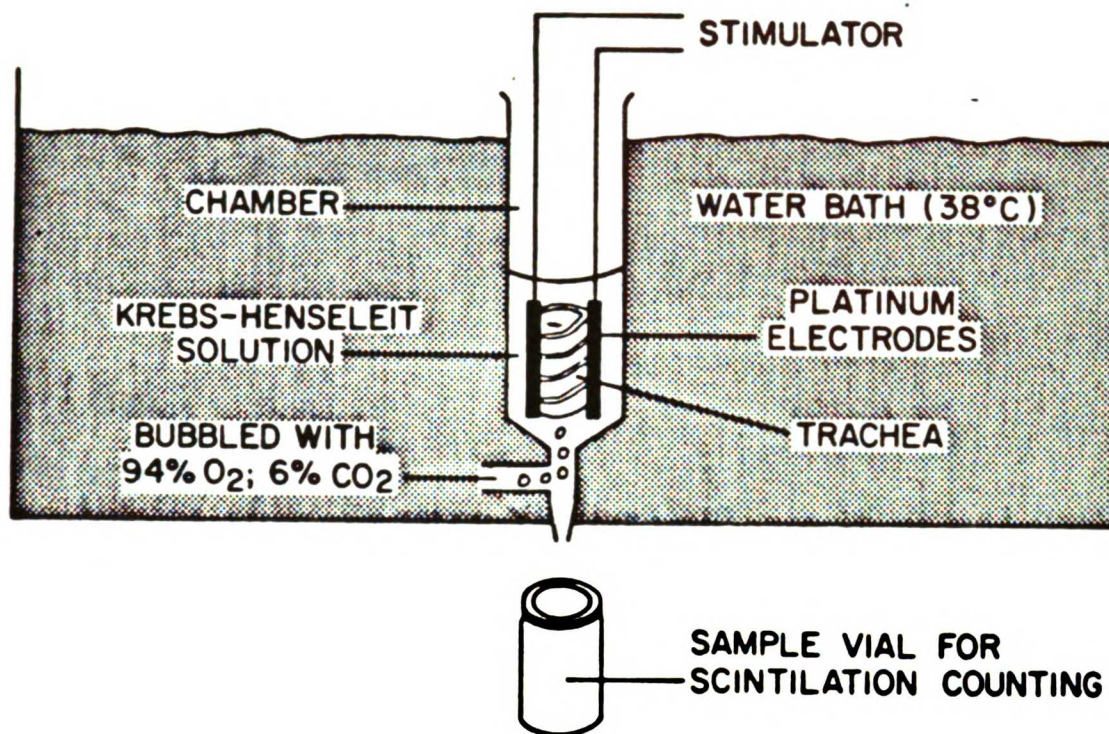 STIMULATOR
CHAMBER
WATER BATH (38°C)
KREBS-HENSELEIT
SOLUTION
PLATINUM
ELECTRODES
BUBBLED WITH
94% O2; 6% CO2
TRACHEA
SAMPLE VIAL FOR
SCINTILATION COUNTING